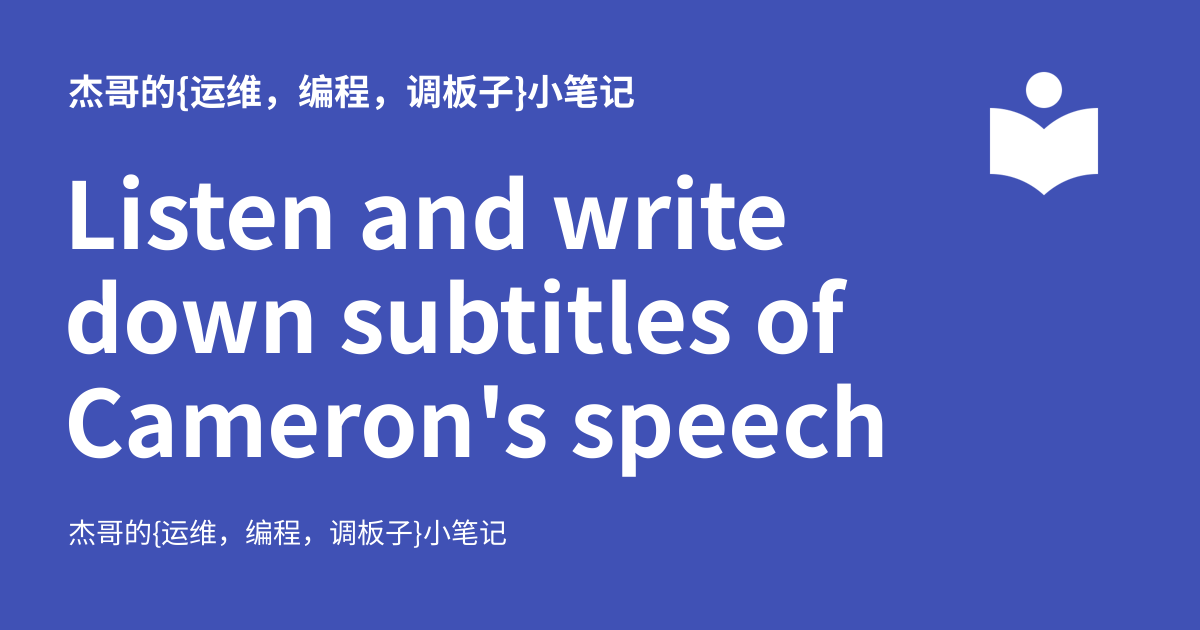 杰哥的{运维，编程，调板子}小笔记
Listen and write
down subtitles of
Cameron's speech
杰哥的{运维，编程，调板子}小笔记